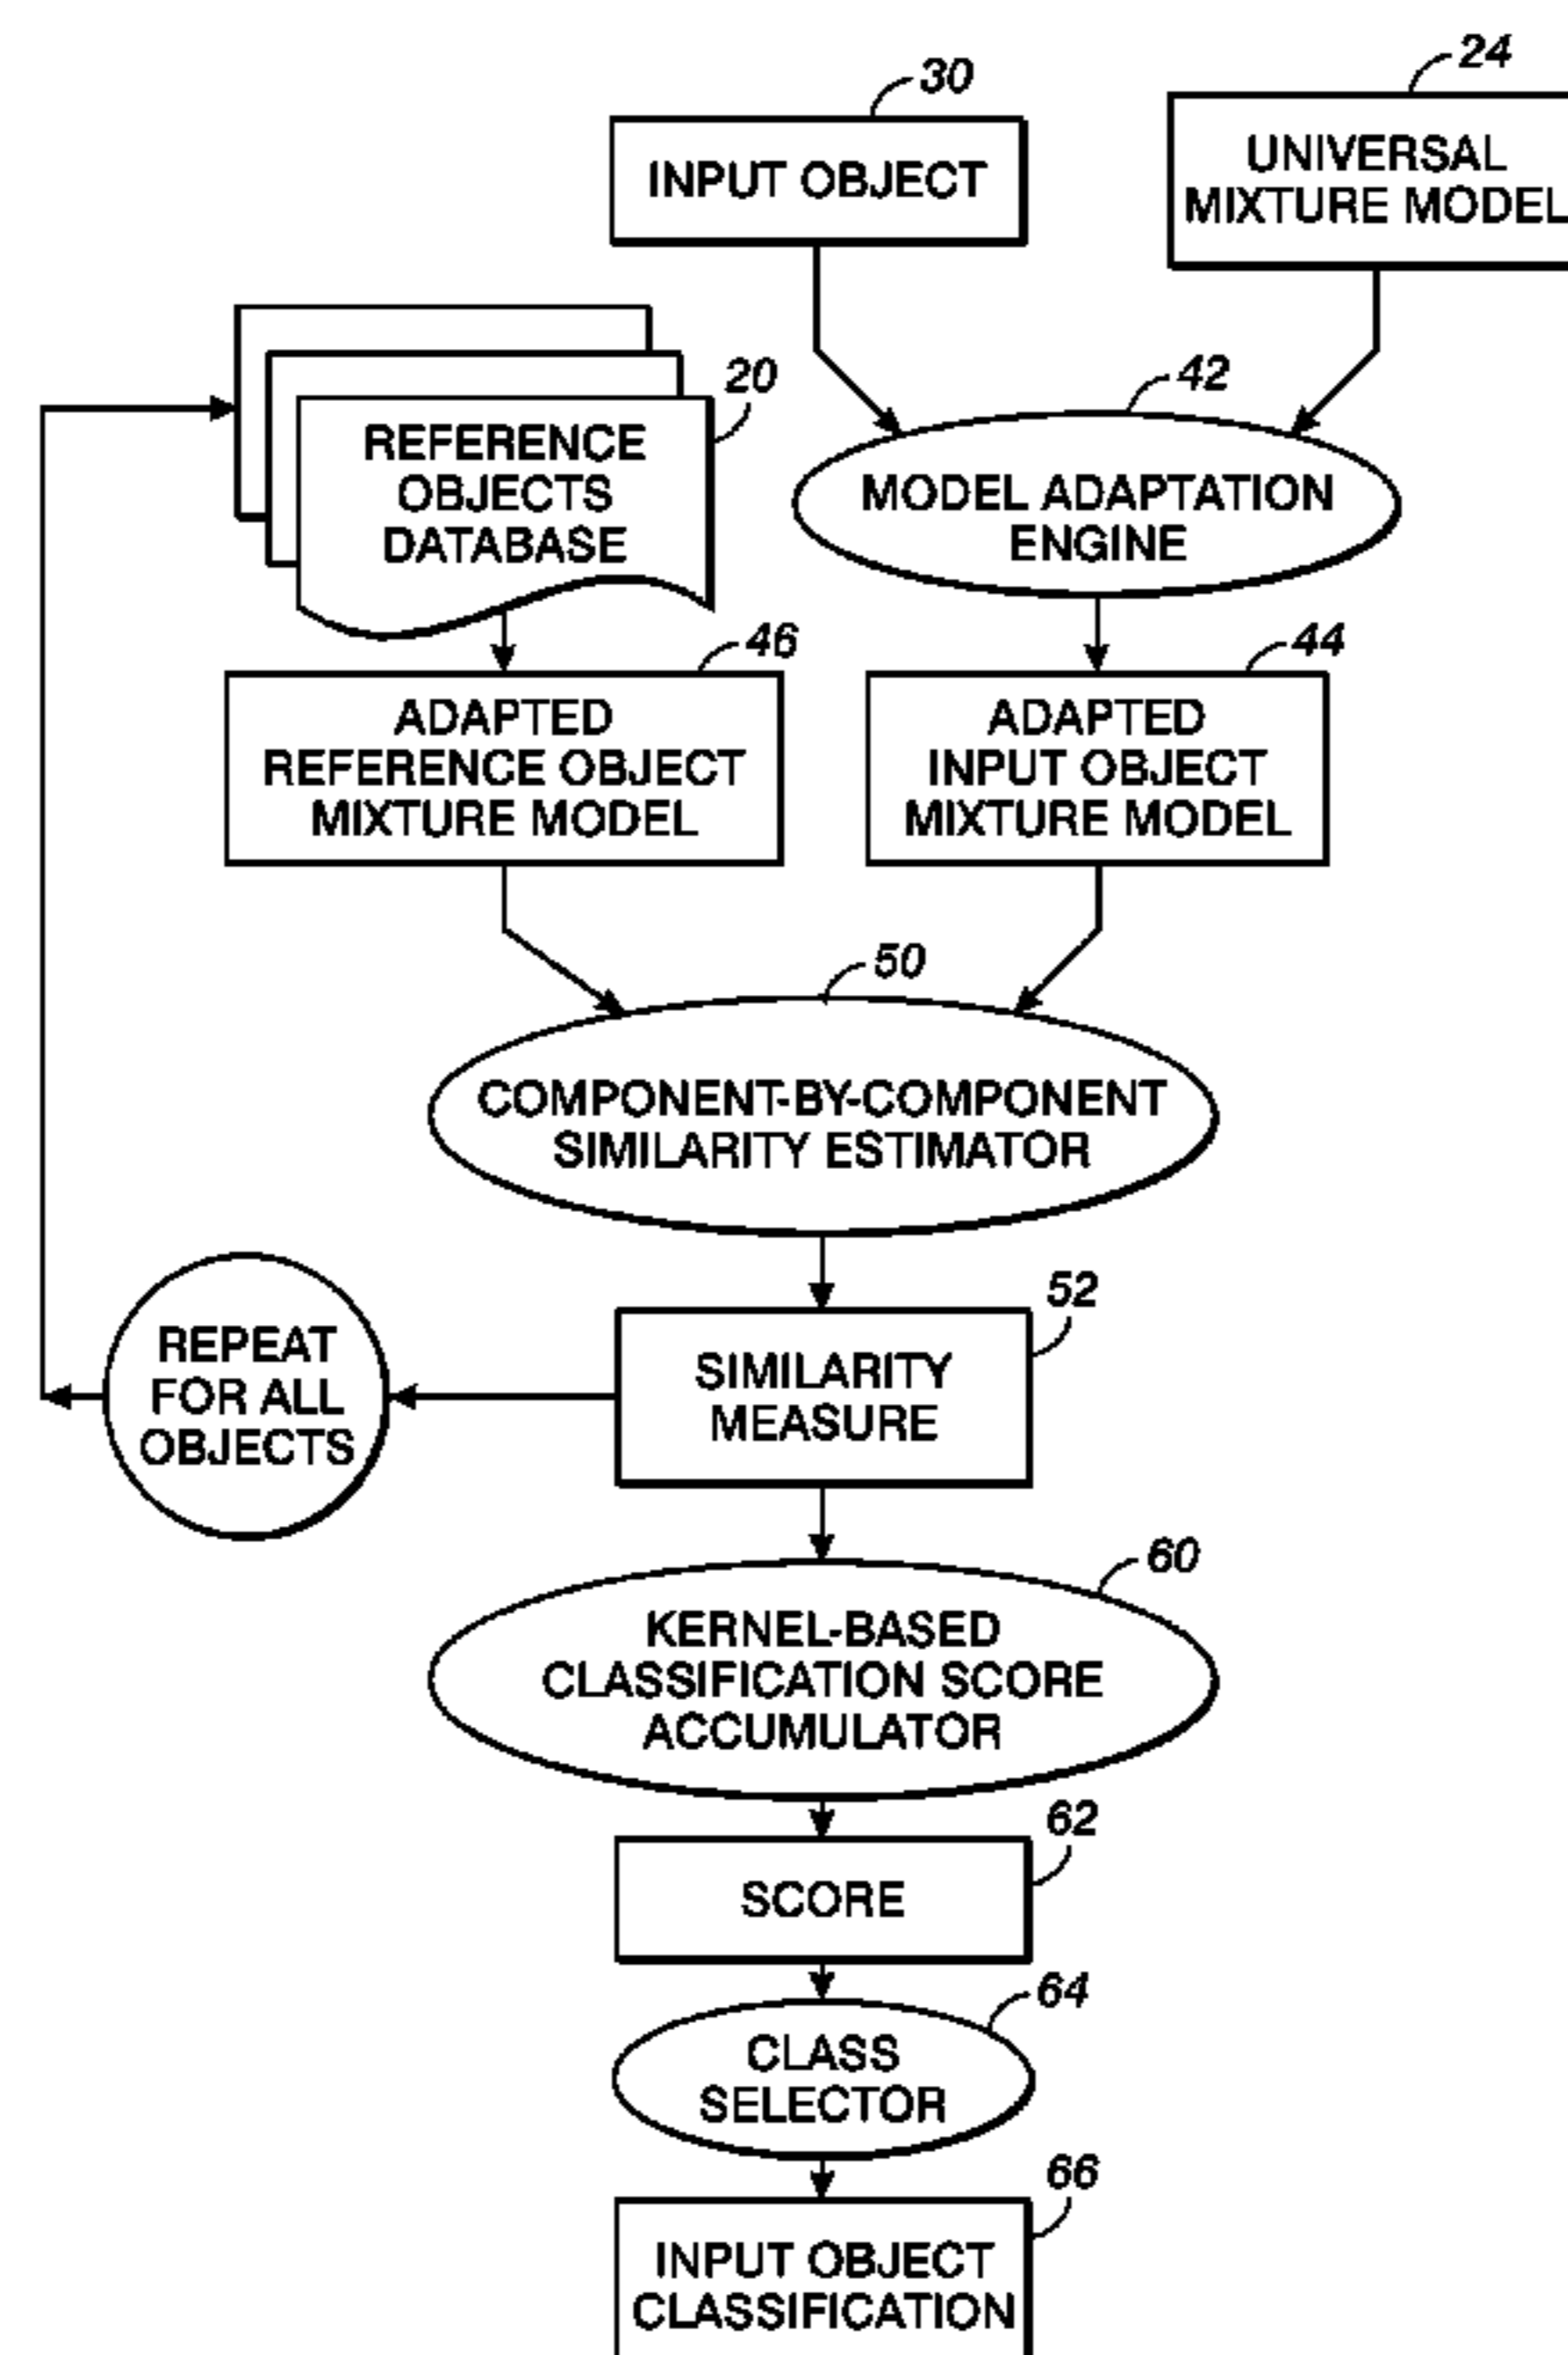 30
24
INPUT OBJECT
UNIVERSAL
MIXTURE MODEL
20
42
REFERENCE
OBJECTS
DATABASE
MODEL ADAPTATION
ENGINE
46
44
ADAPTED
REFERENCE OBJECT
MIXTURE MODEL
ADAPTED
INPUT OBJECT
MIXTURE MODEL
50
COMPONENT-BY-COMPONENT
SIMILARITY ESTIMATOR
52
REPEAT
FOR ALL
OBJECTS
SIMILARITY
MEASURE
60
KERNEL-BASED
CLASSIFICATION SCORE
ACCUMULATOR
62
SCORE
64
CLASS
SELECTOR
66
INPUT OBJECT
CLASSIFICATION